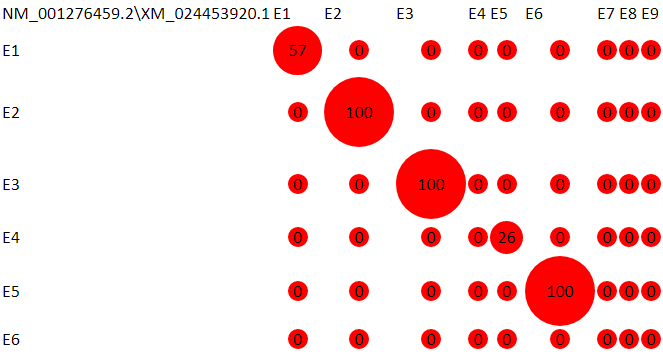 NM_001276459.2\XM_024453920.1 E1 E2 E3 E4 E5 E6 E7 E8 E9
E1 57 0 0 0 0 0 0 0 0
E2 0 100 0 0 0 0 0 0 0
E3 0 0 100 0 0 0 0 0 0
E4 0 0 0 0 26 0 0 0 0
E5 0 0 0 0 0 100 0 0 0
E6 0 0 0 0 0 0 0 0 0